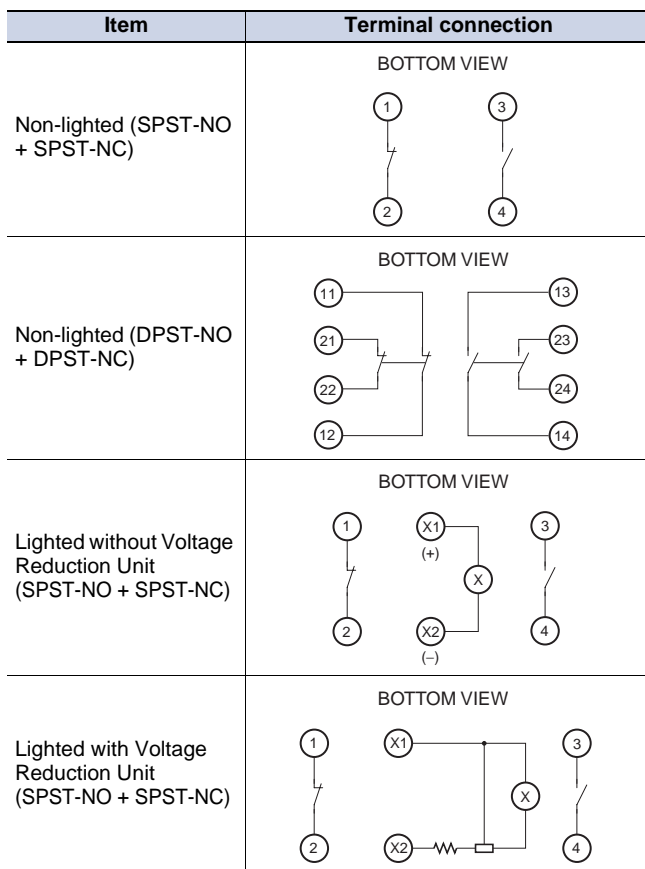 Item Terminal connection
BOTTOM VIEW
Non-lighted (SPST-NO
+ SPST-NC)
1 3
2 4
BOTTOM VIEW
Non-lighted (DPST-NO
+ DPST-NC)
11 13
21 23
22 24
12 14
BOTTOM VIEW
Lighted without Voltage
Reduction Unit
(SPST-NO + SPST-NC)
1 X1 3
(+)
X
2 X2 4
(–)
BOTTOM VIEW
Lighted with Voltage
Reduction Unit
(SPST-NO + SPST-NC)
1 X1 3
X
2 X2 4